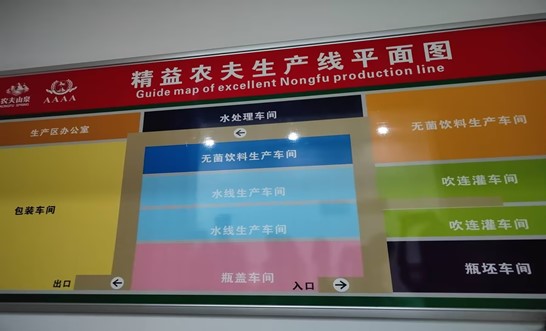 精益农夫生产线平面图
Guide map of excellent Nongfu production line
农夫山泉
AAAA
生产区办公室
水处理车间
无菌饮料生产车间
无菌饮料生产车间
水线生产车间
吹连灌车间
包装车间
水线生产车间
吹连灌车间
瓶盖车间
瓶坯车间
出口
入口